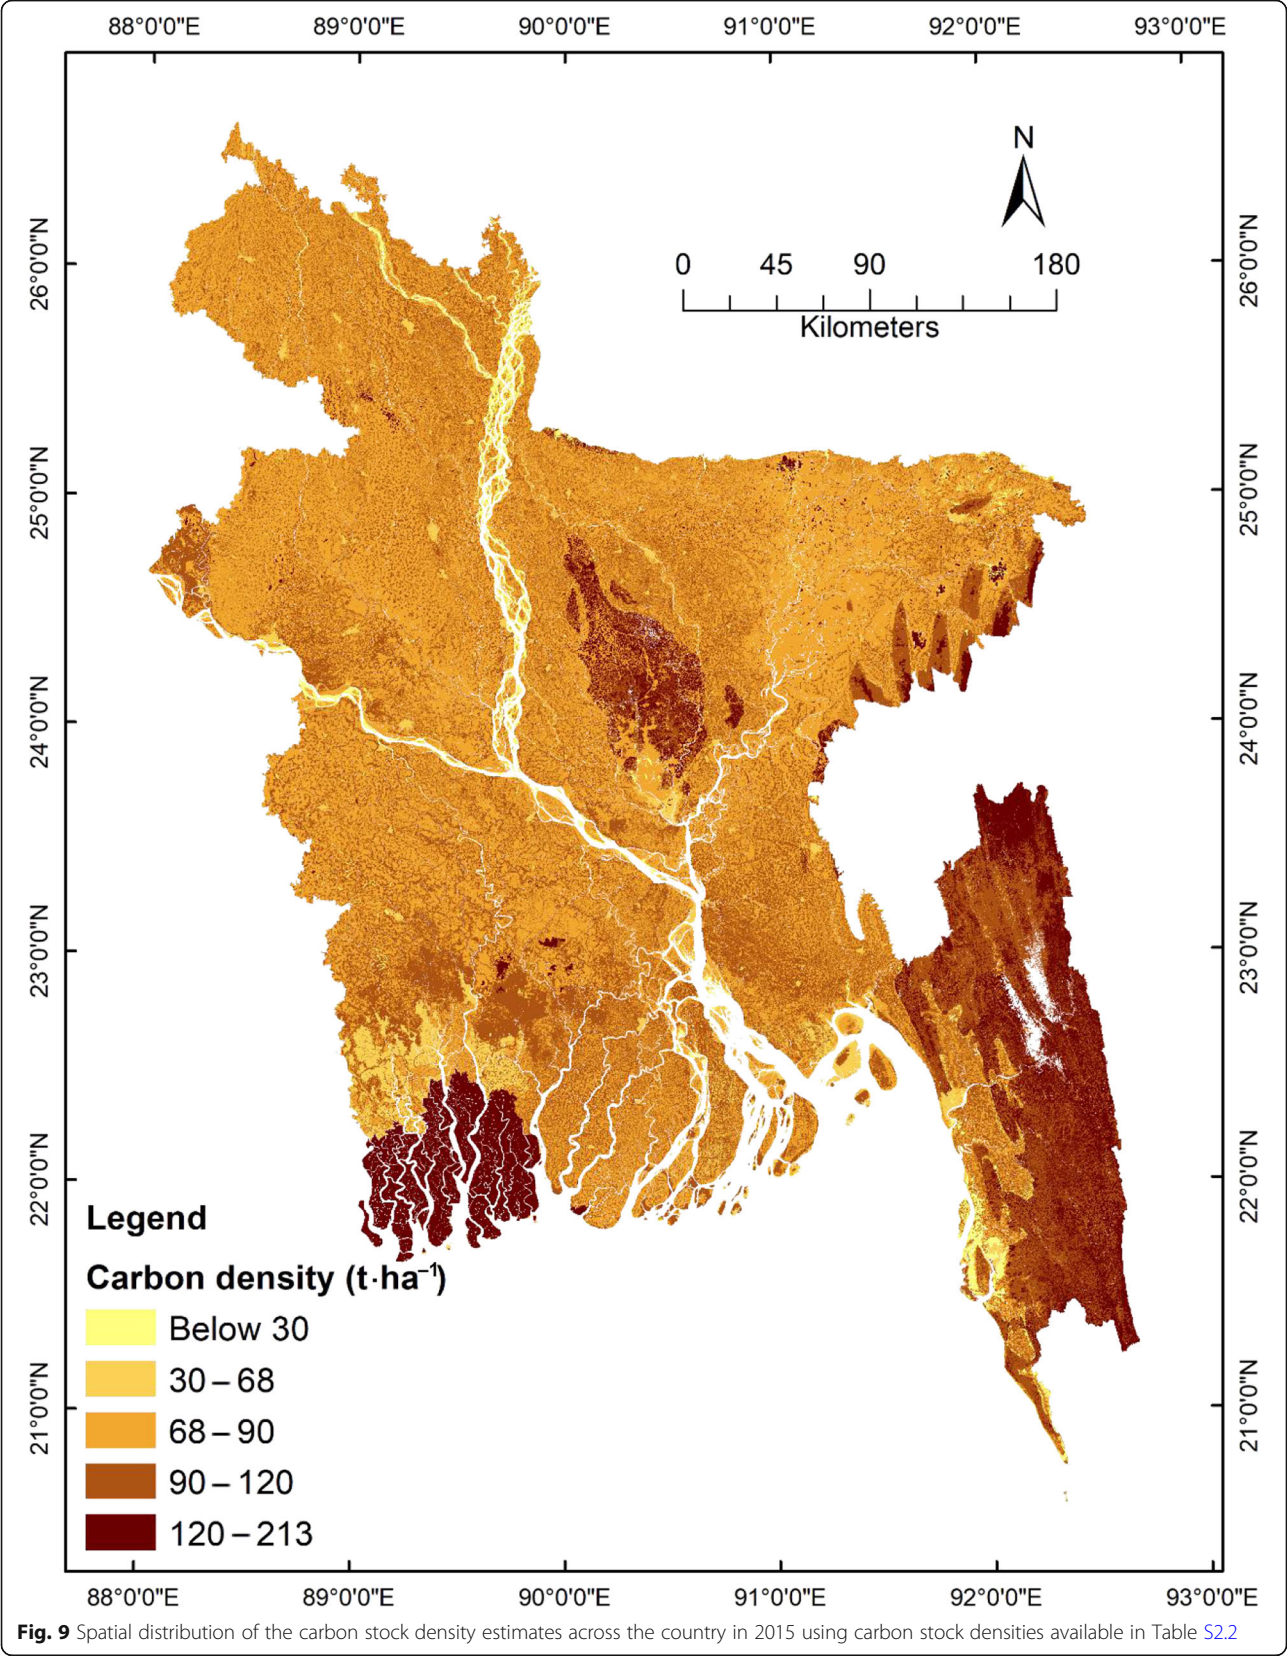 88°0'0"E 89°0'0"E 90°0'0"E 91°0'0"E 92°0'0"E 93°0'0"E
N
0 45 90 180
Kilometers
26°0'0"N
25°0'0"N
24°0'0"N
23°0'0"N
22°0'0"N
21°0'0"N
26°0'0"N
25°0'0"N
24°0'0"N
23°0'0"N
22°0'0"N
21°0'0"N
Legend
Carbon density (t·ha⁻¹)
Below 30
30 – 68
68 – 90
90 – 120
120 – 213
88°0'0"E 89°0'0"E 90°0'0"E 91°0'0"E 92°0'0"E 93°0'0"E
Fig. 9 Spatial distribution of the carbon stock density estimates across the country in 2015 using carbon stock densities available in Table S2.2